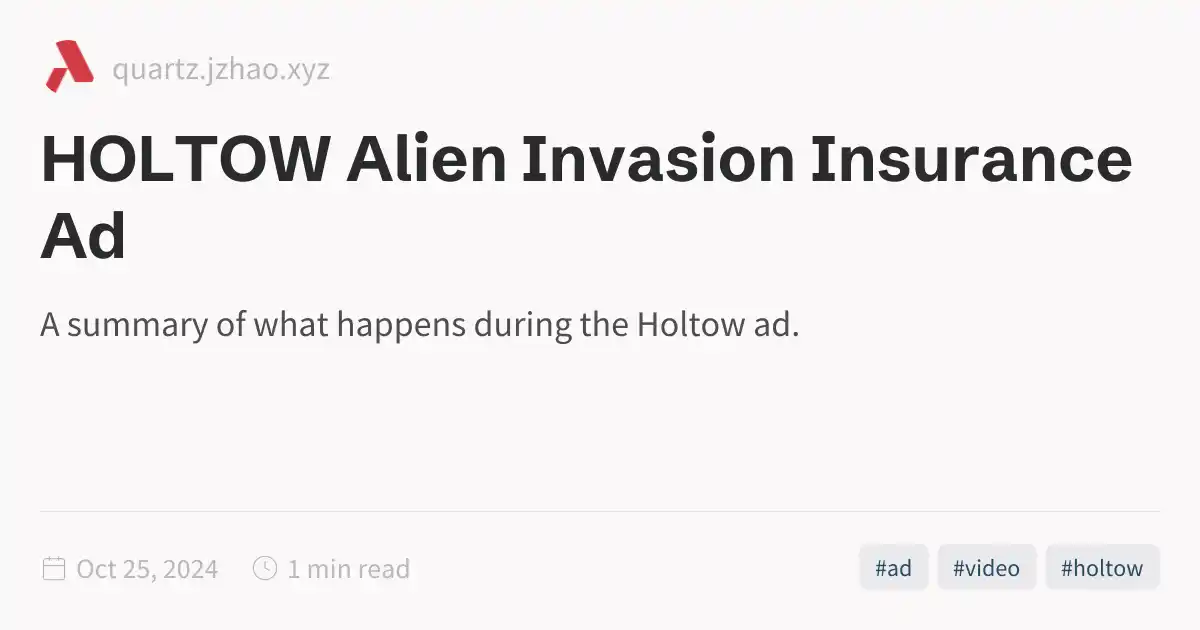 quartz.jzhao.xyz
HOLTOW Alien Invasion Insurance
Ad
A summary of what happens during the Holtow ad.
Oct 25, 2024 1 min read #ad #video #holtow